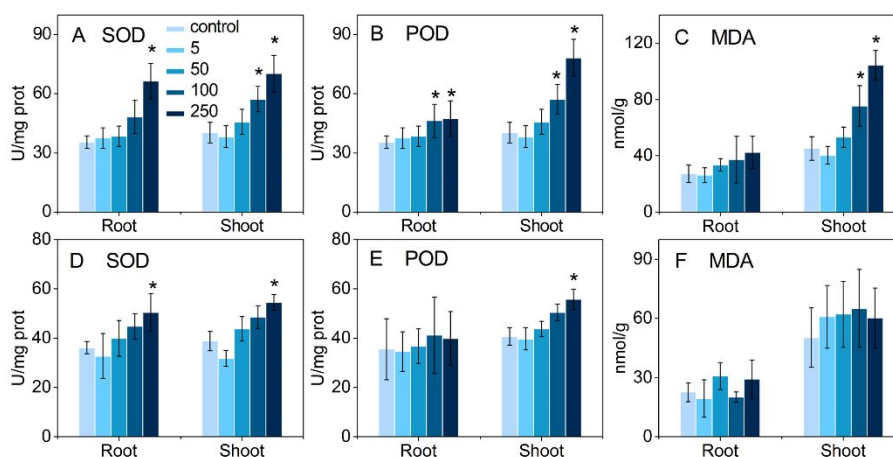 A SOD
control
5
50
100
250
U/mg prot
90
60
30
0
* * *
Root Shoot
B POD
U/mg prot
90
60
30
0
* * * *
Root Shoot
C MDA
nmol/g
120
80
40
0
* *
Root Shoot
D SOD
U/mg prot
80
60
40
20
0
* *
Root Shoot
E POD
U/mg prot
80
60
40
20
0
*
Root Shoot
F MDA
nmol/g
90
60
30
0
Root Shoot